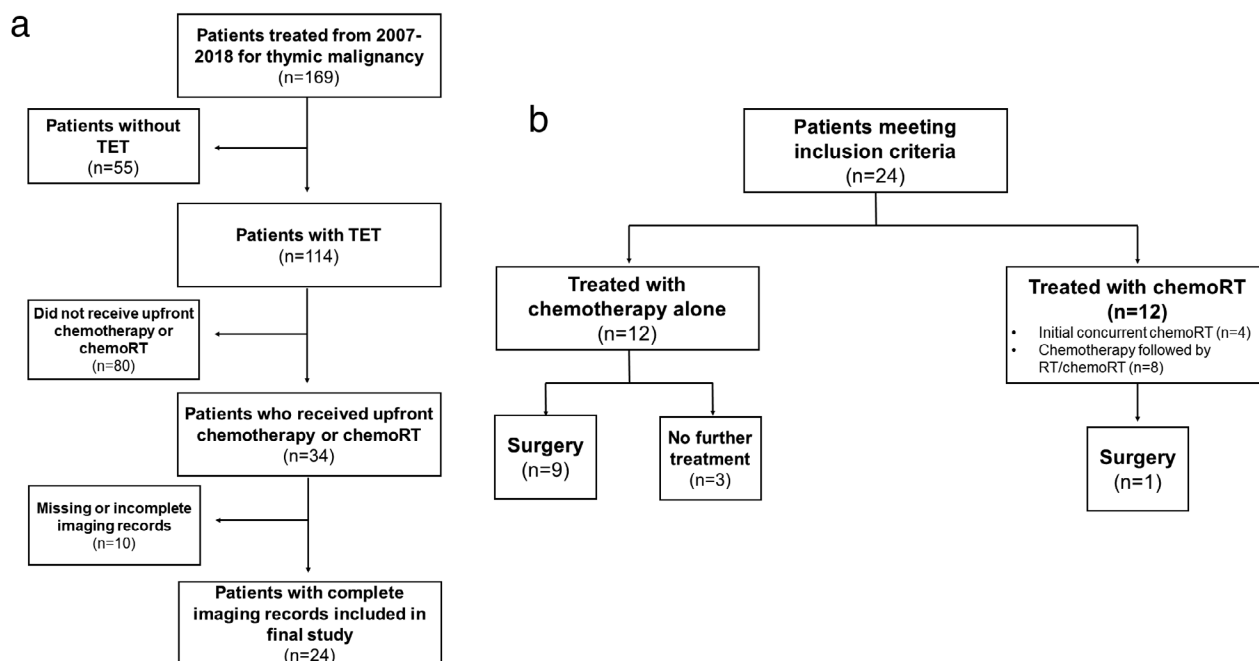 a
Patients treated from 2007-
2018 for thymic malignancy
(n=169)
Patients without
TET
(n=55)
Patients with TET
(n=114)
Did not receive upfront
chemotherapy or
chemoRT
(n=80)
Patients who received upfront
chemotherapy or chemoRT
(n=34)
Missing or incomplete
imaging records
(n=10)
Patients with complete
imaging records included in
final study
(n=24)
b
Patients meeting
inclusion criteria
(n=24)
Treated with
chemotherapy alone
(n=12)
Surgery
(n=9)
No further
treatment
(n=3)
Treated with chemoRT
(n=12)
• Initial concurrent chemoRT (n=4)
• Chemotherapy followed by
RT/chemoRT (n=8)
Surgery
(n=1)